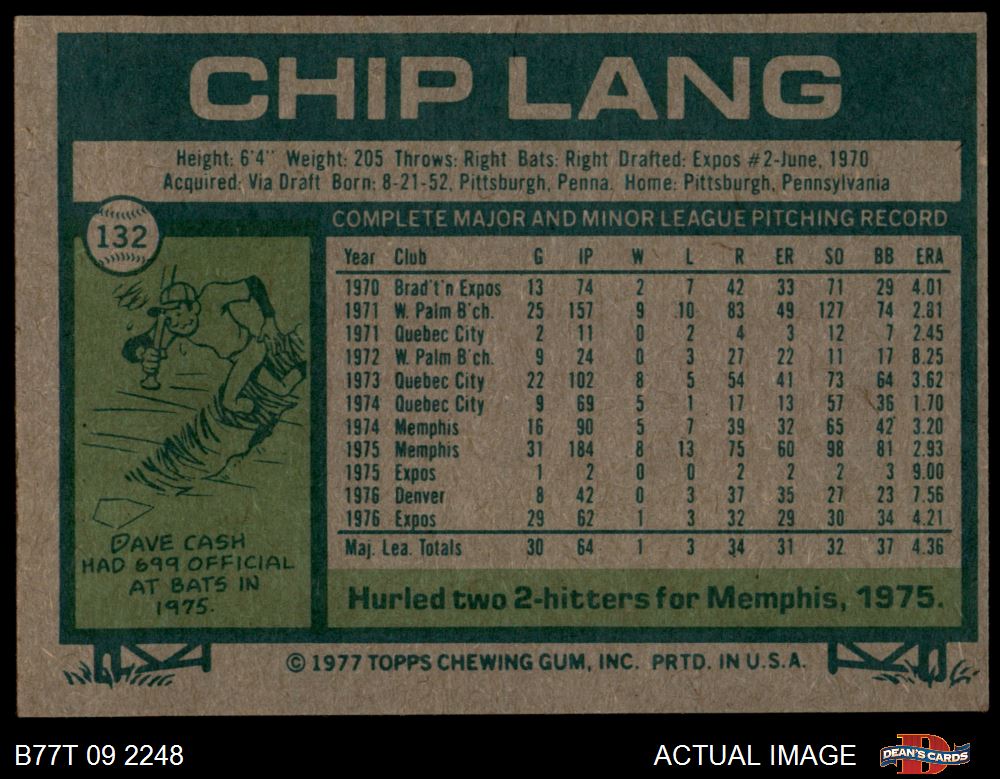 CHIP LANG
Height: 6'4" Weight: 205 Throws: Right Bats: Right Drafted: Expos #2-June, 1970
Acquired: Via Draft Born: 8-21-52, Pittsburgh, Penna. Home: Pittsburgh, Pennsylvania
132
COMPLETE MAJOR AND MINOR LEAGUE PITCHING RECORD
Year Club G IP W L R ER SO BB ERA
1970 Brad't'n Expos 13 74 2 7 42 33 71 29 4.01
1971 W. Palm B'ch. 25 157 9 10 83 49 127 74 2.81
1971 Quebec City 2 11 0 2 4 3 12 7 2.45
1972 W. Palm B'ch. 9 24 0 3 27 22 11 17 8.25
1973 Quebec City 22 102 8 5 54 41 73 64 3.62
1974 Quebec City 9 69 5 1 17 13 57 36 1.70
1974 Memphis 16 90 5 7 39 32 65 42 3.20
1975 Memphis 31 184 8 13 75 60 98 81 2.93
1975 Expos 1 2 0 0 2 2 2 3 9.00
1976 Denver 8 42 0 3 37 35 27 23 7.56
1976 Expos 29 62 1 3 32 29 30 34 4.21
Maj. Lea. Totals 30 64 1 3 34 31 32 37 4.36
DAVE CASH
HAD 699 OFFICIAL
AT BATS IN
1975.
Hurled two 2-hitters for Memphis, 1975.
© 1977 TOPPS CHEWING GUM, INC. PRTD. IN U.S.A.
B77T 09 2248
ACTUAL IMAGE
D
DEAN'S CARDS